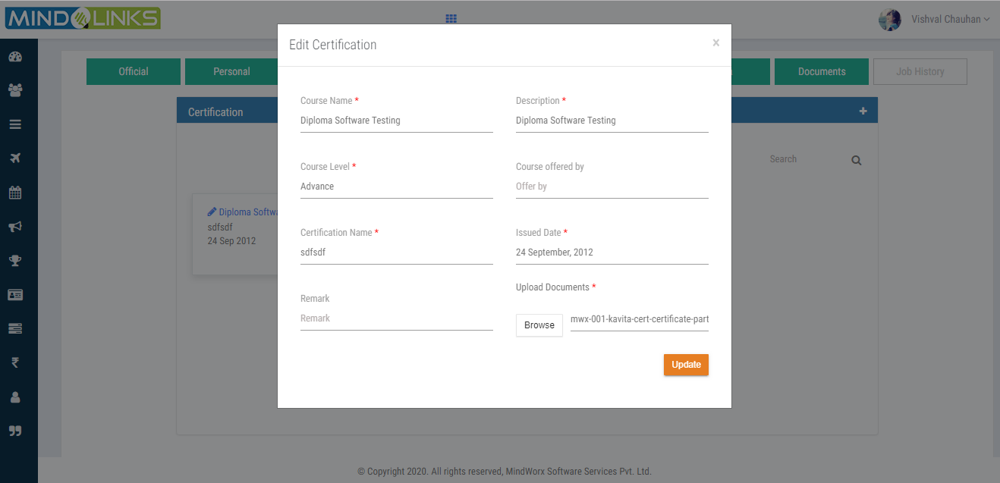 MINDLINKS
Vishval Chauhan
Edit Certification
×
Official
Personal
Documents
Job History
Certification
Course Name *
Diploma Software Testing
Description *
Diploma Software Testing
Search
Course Level *
Advance
Course offered by
Offer by
Diploma Softwa
sdfsdf
24 Sep 2012
Certification Name *
sdfsdf
Issued Date *
24 September, 2012
Remark
Remark
Upload Documents *
Browse
mwx-001-kavita-cert-certificate-part
Update
© Copyright 2020. All rights reserved, MindWorx Software Services Pvt. Ltd.